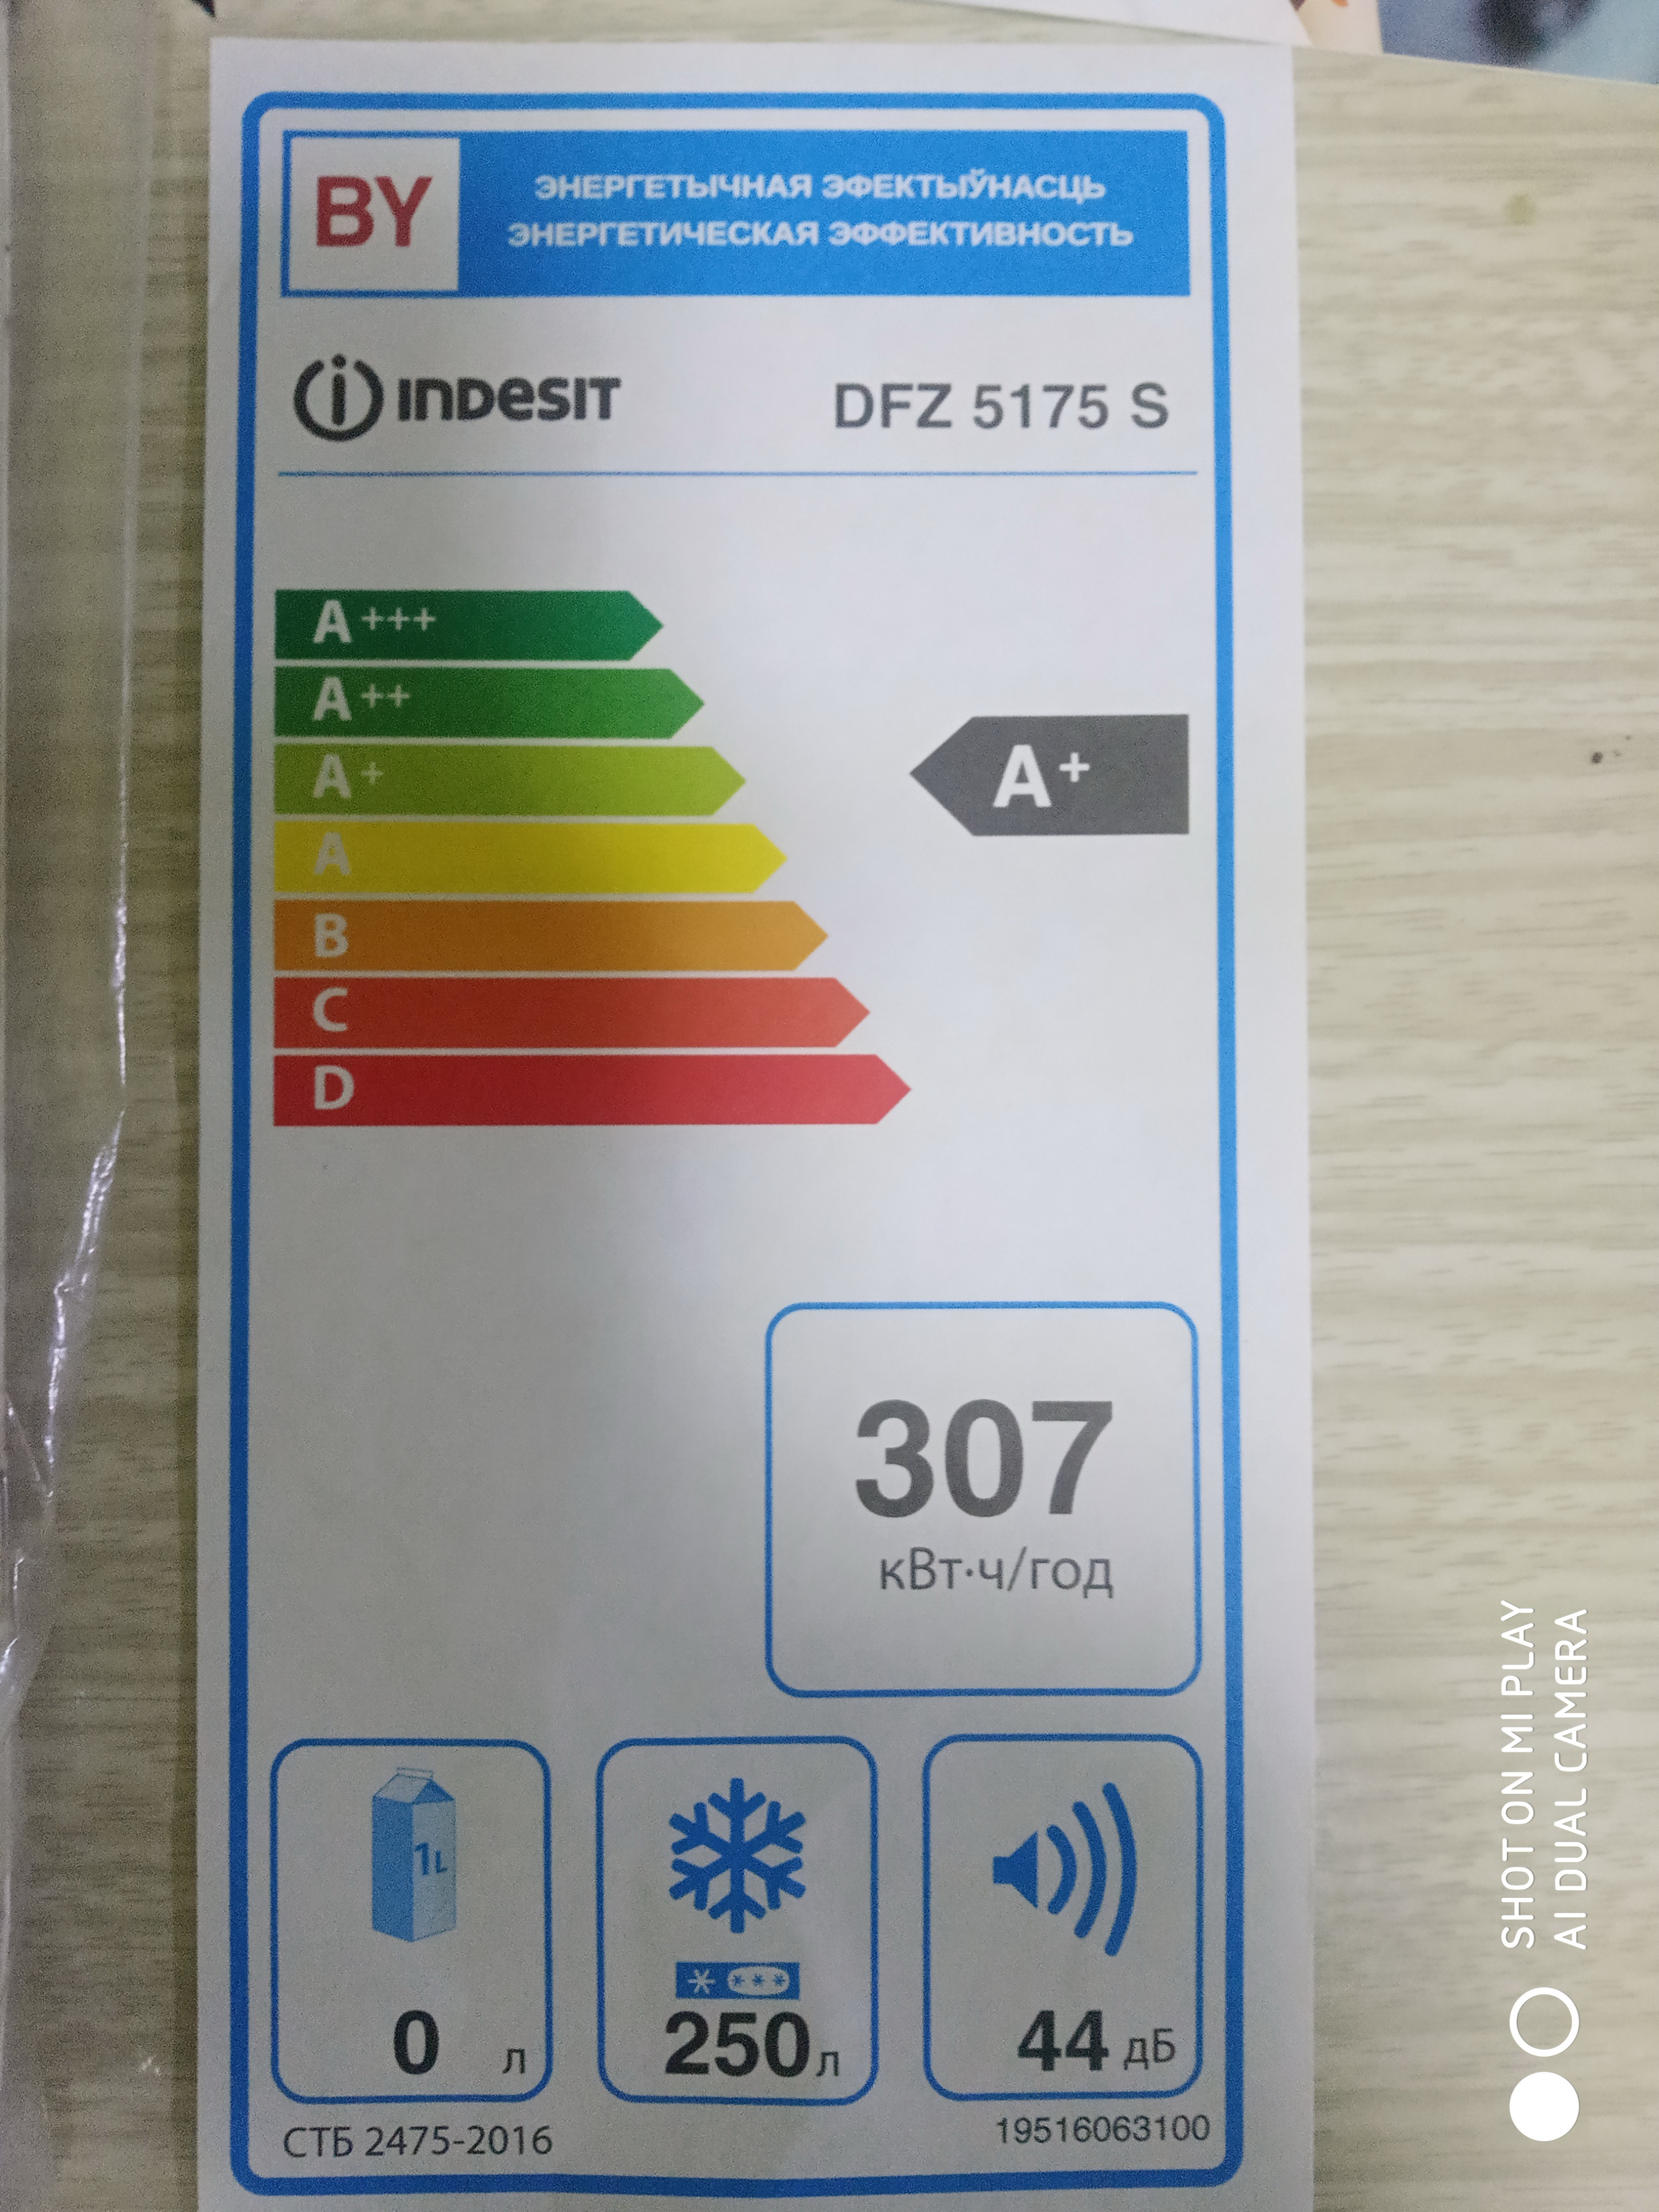 BY
ЭНЕРГЕТЫЧНАЯ ЭФЕКТЫЎНАСЦЬ
ЭНЕРГЕТИЧЕСКАЯ ЭФФЕКТИВНОСТЬ
INDESIT DFZ 5175 S
A+++
A++
A+
A+
A
B
C
D
307
кВт·ч/год
1L
0 л
250 л
44 дБ
СТБ 2475-2016
19516063100
SHOT ON MI PLAY
AI DUAL CAMERA